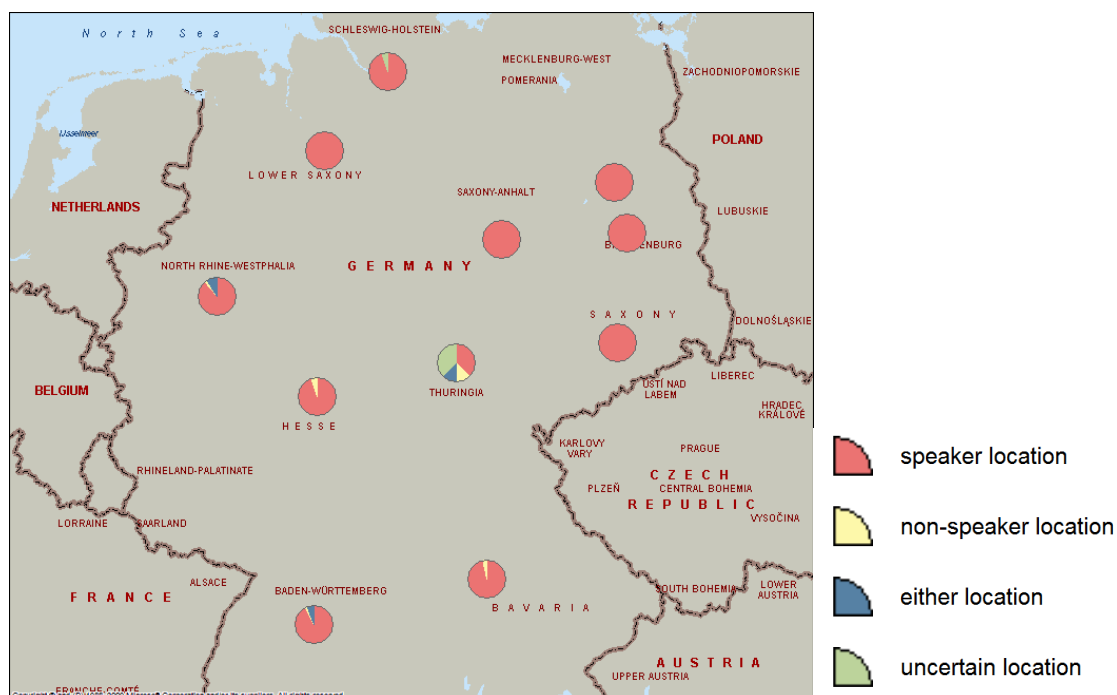 North Sea
SCHLESWIG-HOLSTEIN
MECKLENBURG-WEST
POMERANIA
ZACHODNIOPOMORSKIE
IJsselmeer
POLAND
LOWER SAXONY
SAXONY-ANHALT
NETHERLANDS
LUBUSKIE
NORTH RHINE-WESTPHALIA
GERMANY
SAXONY
DOLNOŚLĄSKIE
BELGIUM
THURINGIA
LIBEREC
ÚSTÍ NAD
LABEM
HRADEC
KRÁLOVÉ
HESSE
KARLOVY
VARY
PRAGUE
RHINELAND-PALATINATE
CZECH
REPUBLIC
PLZEŇ
CENTRAL BOHEMIA
VYSOČINA
LORRAINE
SAARLAND
ALSACE
FRANCE
BADEN-WÜRTTEMBERG
BAVARIA
SOUTH BOHEMIA
LOWER
AUSTRIA
AUSTRIA
UPPER AUSTRIA
FRANCHE-COMTÉ
speaker location
non-speaker location
either location
uncertain location